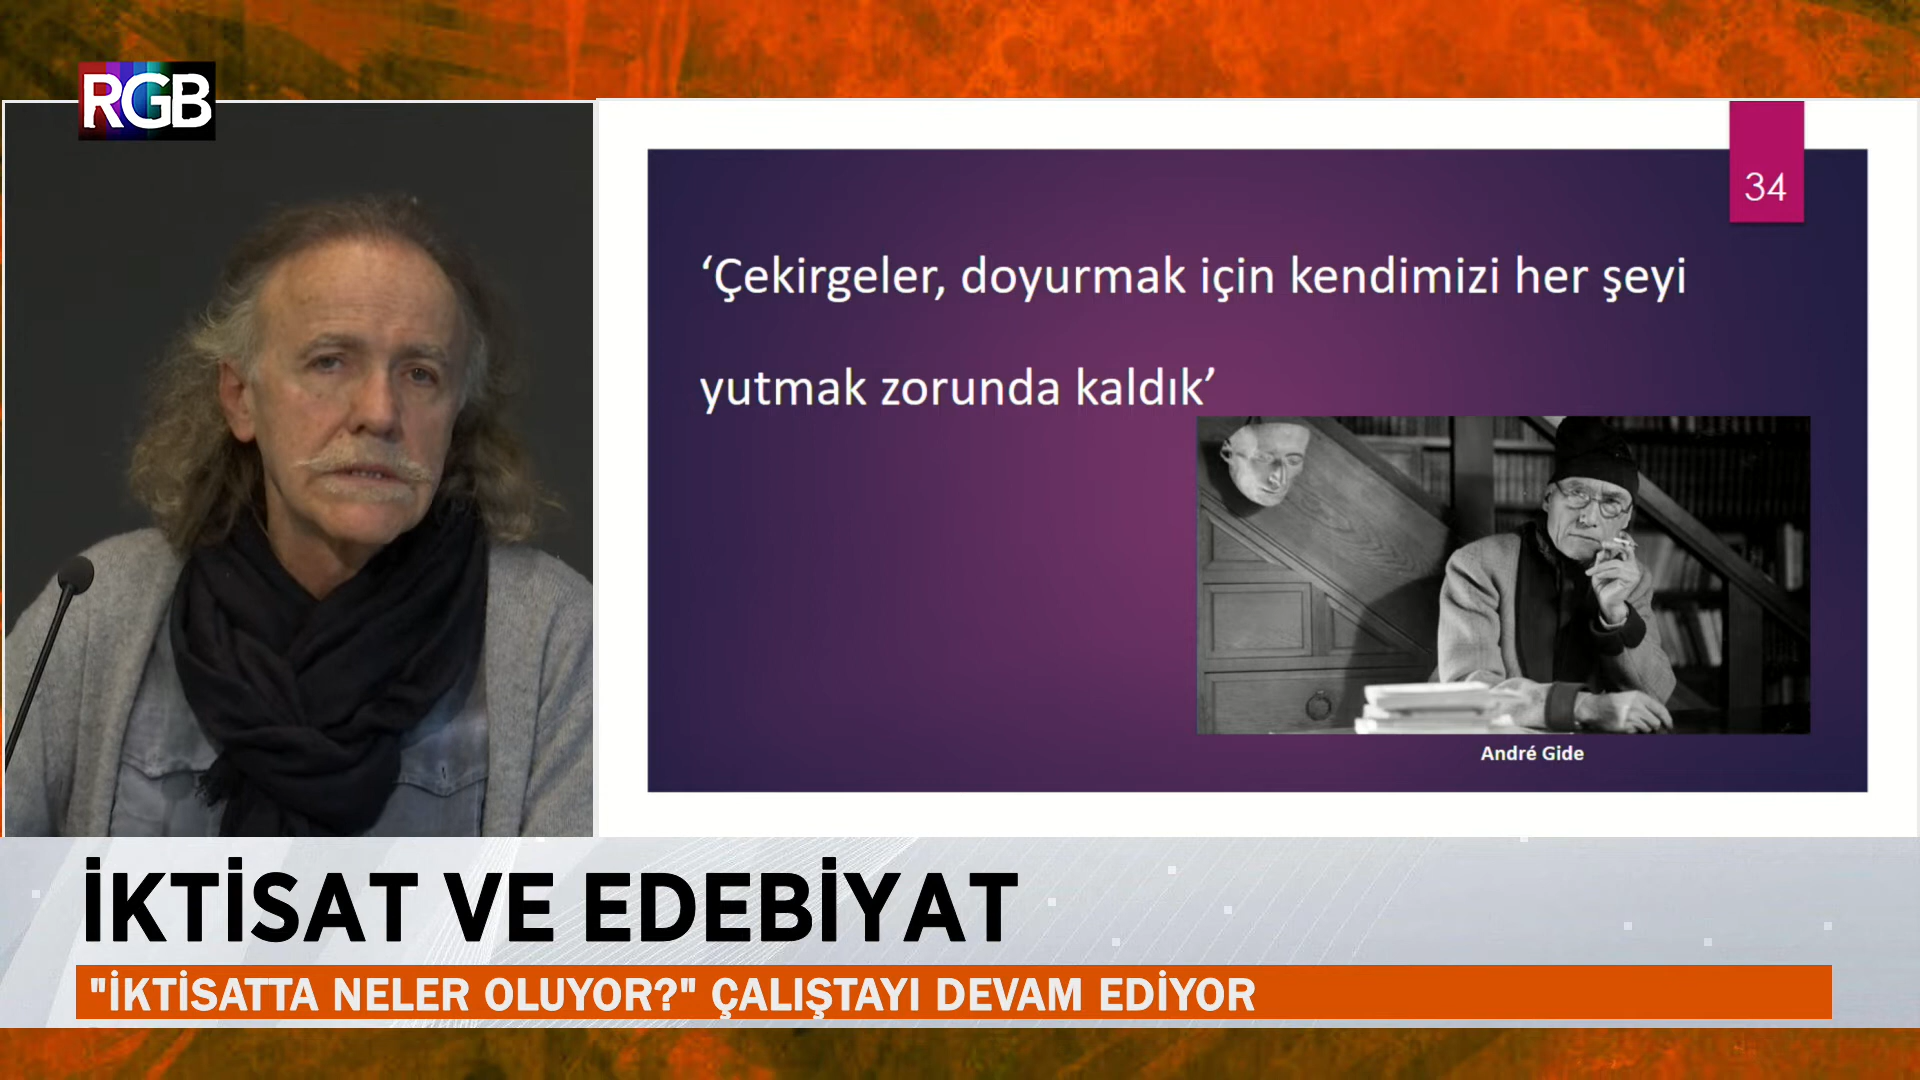 RGB
34
‘Çekirgeler, doyurmak için kendimizi her şeyi
yutmak zorunda kaldık’
André Gide
İKTİSAT VE EDEBİYAT
"İKTİSATTA NELER OLUYOR?" ÇALIŞTAYI DEVAM EDİYOR